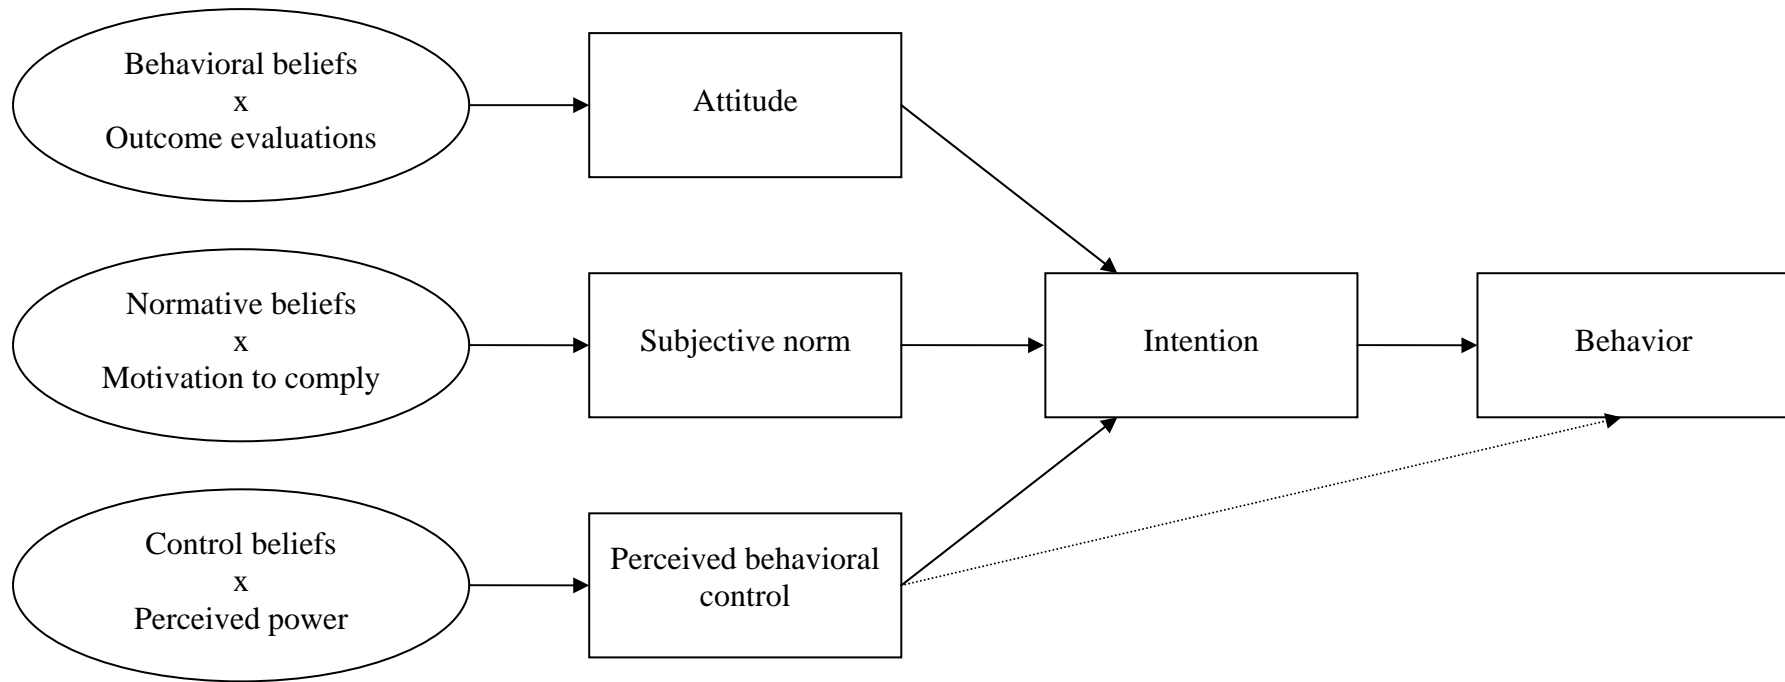 Behavioral beliefs
x
Outcome evaluations
Attitude
Normative beliefs
x
Motivation to comply
Subjective norm
Intention
Behavior
Control beliefs
x
Perceived power
Perceived behavioral
control